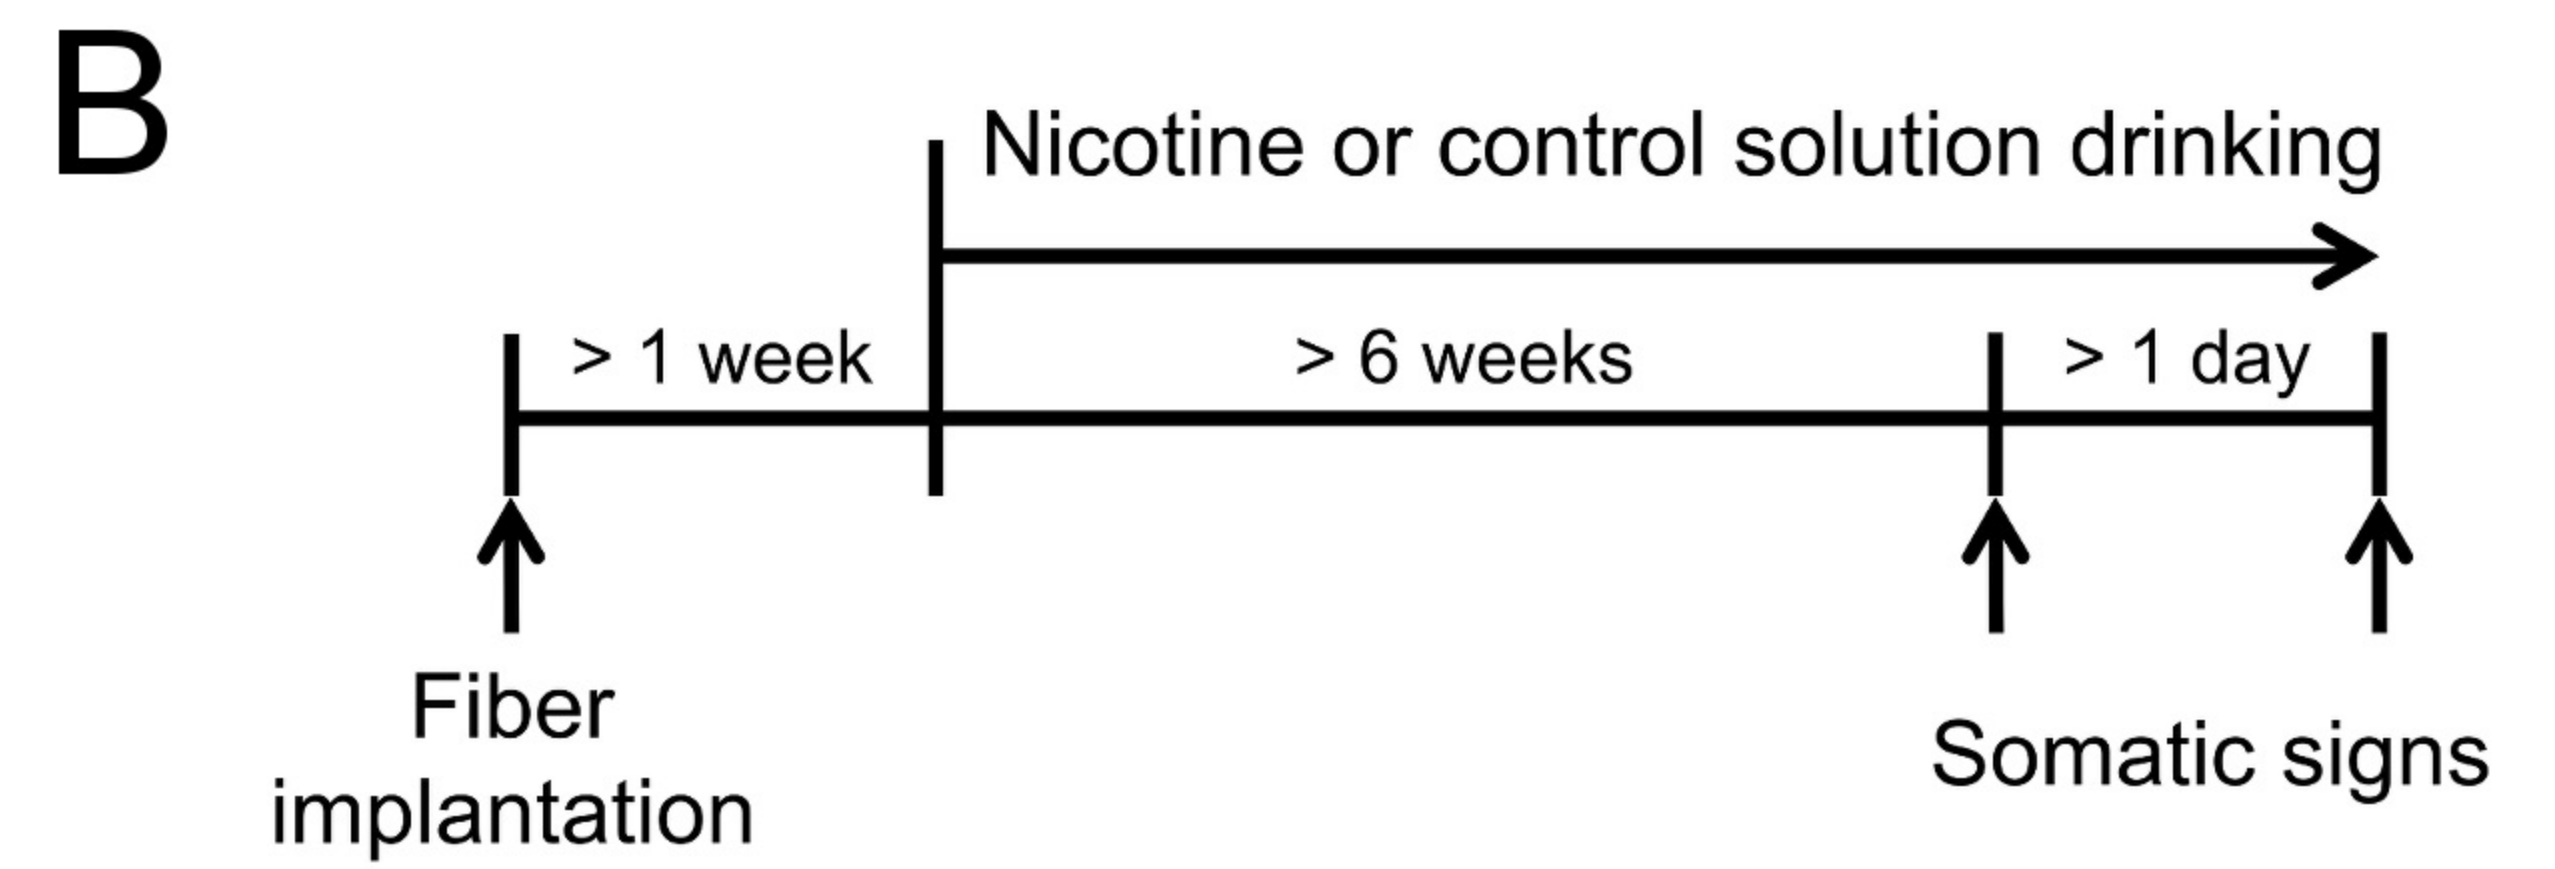 B
Nicotine or control solution drinking
> 1 week
> 6 weeks
> 1 day
Fiber
implantation
Somatic signs